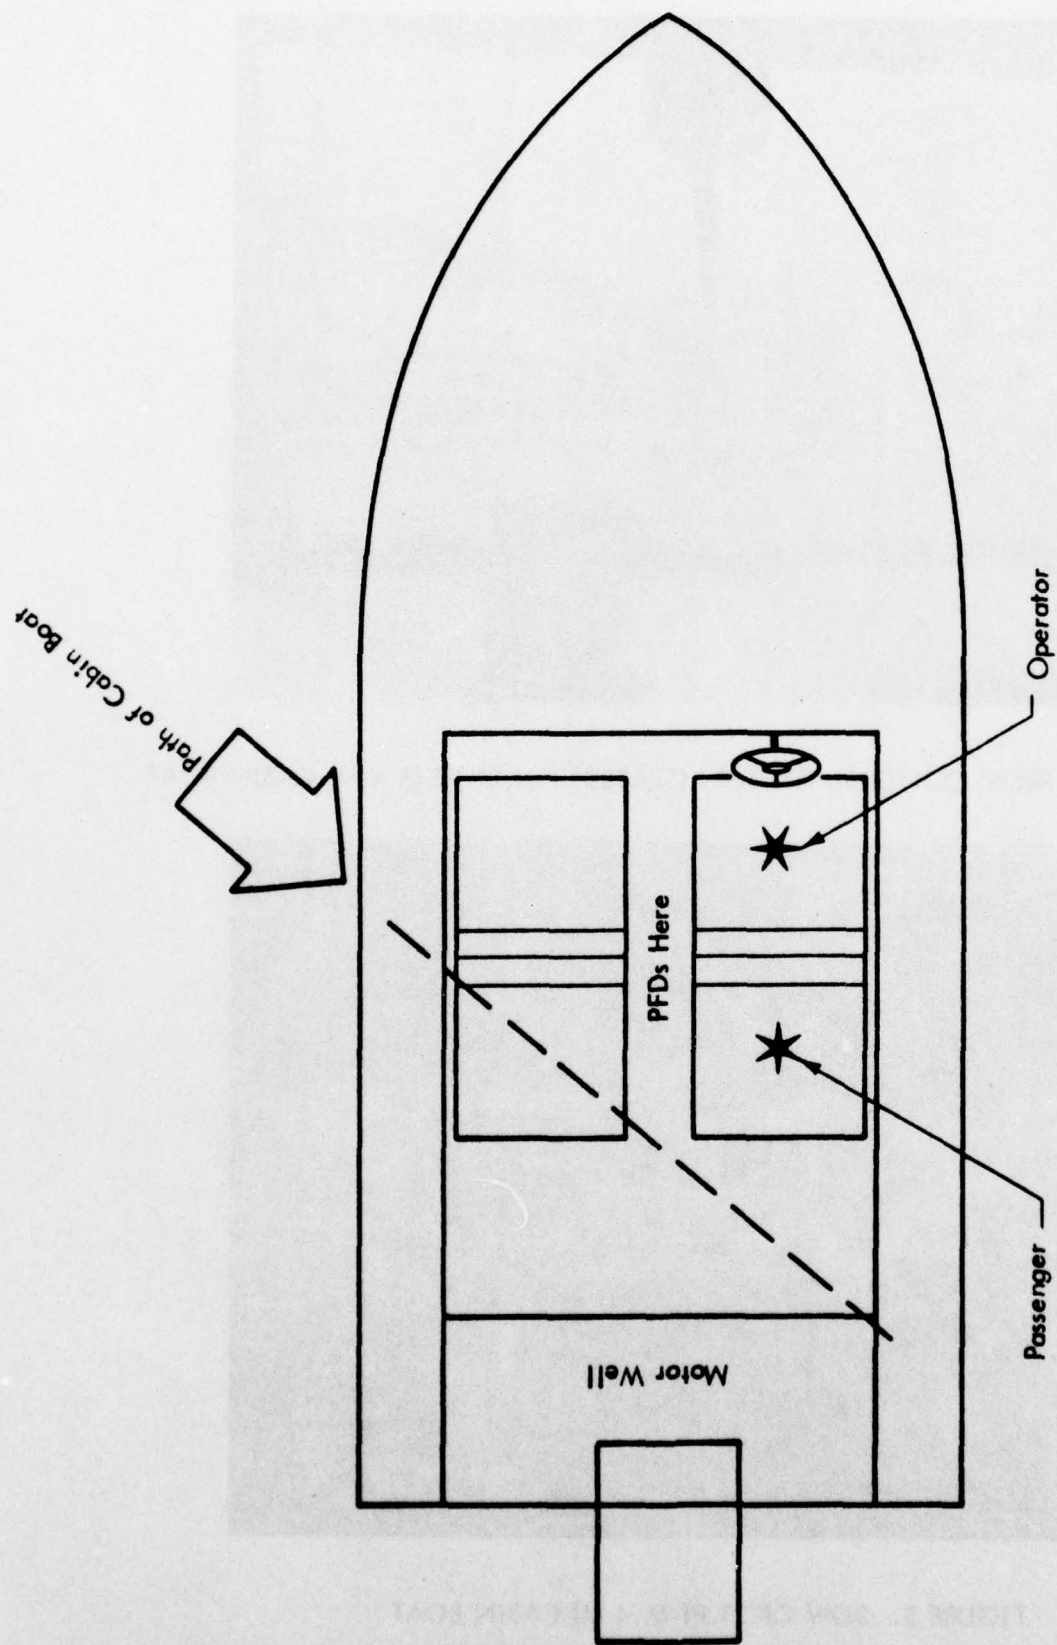 Path of Cabin Boat
Operator
PFDs Here
Passenger
Motor Well